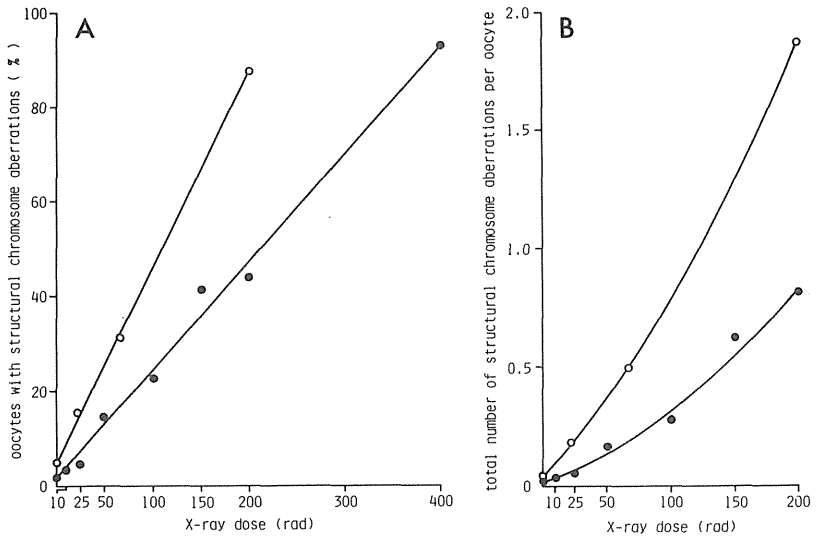 A
oocytes with structural chromosome aberrations ( % )
100
80
60
40
20
0
10 25 50 100 150 200 300 400
X-ray dose (rad)
B
total number of structural chromosome aberrations per oocyte
2.0
1.5
1.0
0.5
0
10 25 50 100 150 200
X-ray dose (rad)